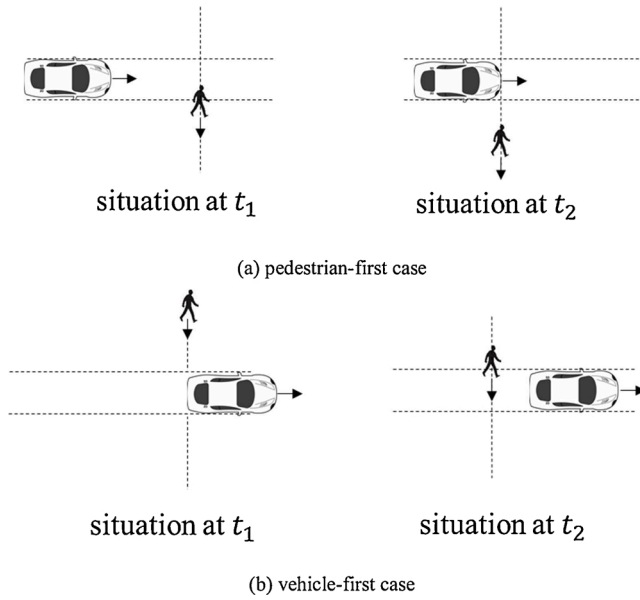 situation at t₁
situation at t₂
(a) pedestrian-first case
situation at t₁
situation at t₂
(b) vehicle-first case